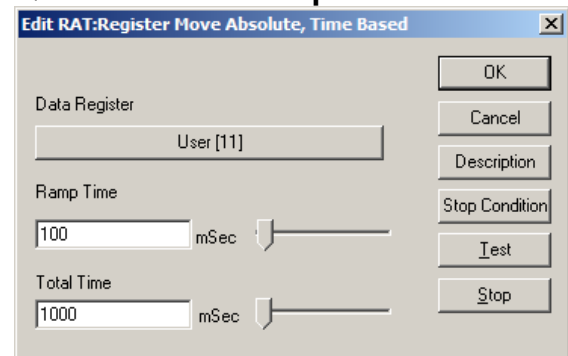 Edit RAT:Register Move Absolute, Time Based
OK
Data Register
Cancel
User [11]
Description
Ramp Time
Stop Condition
100 mSec
Test
Total Time
Stop
1000 mSec